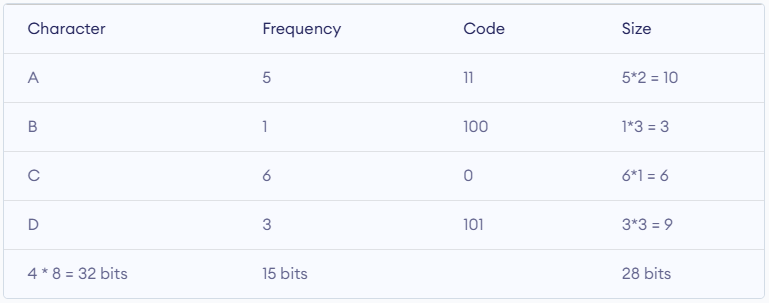 Character Frequency Code Size
A 5 11 5*2 = 10
B 1 100 1*3 = 3
C 6 0 6*1 = 6
D 3 101 3*3 = 9
4 * 8 = 32 bits 15 bits 28 bits